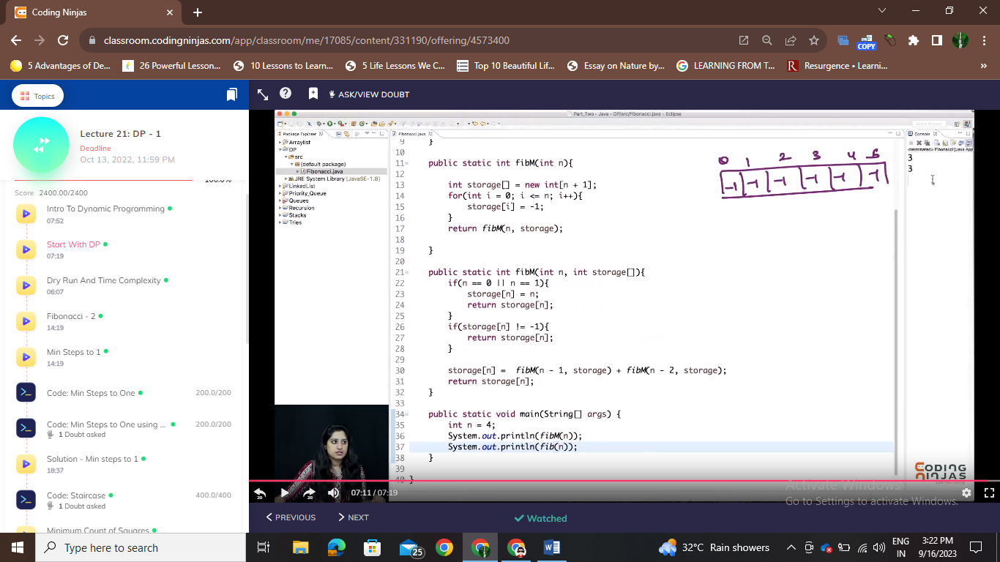 Coding Ninjas
classroom.codingninjas.com/app/classroom/me/17085/content/331190/offering/4573400
COPY
5 Advantages of De...
26 Powerful Lesson...
10 Lessons to Learn...
5 Life Lessons We C...
Top 10 Beautiful Lif...
Essay on Nature by...
LEARNING FROM T...
Resurgence • Learni...
»
Topics
ASK/VIEW DOUBT
Lecture 21: DP - 1
Deadline
Oct 13, 2022, 11:59 PM
100.0%
Score 2400.00/2400
Intro To Dynamic Programming
07:52
Start With DP
07:19
Dry Run And Time Complexity
06:07
Fibonacci - 2
14:19
Min Steps to 1
14:19
Code: Min Steps to One
200.0/200
Code: Min Steps to One using ...
200.0/200
1 Doubt asked
Solution - Min steps to 1
18:37
Code: Staircase
400.0/400
1 Doubt asked
Minimum Count of Squares
Part_Two - Java - DP/src/Fibonacci.java - Eclipse
Quick Access
Package Explorer
Arraylist
DP
src
(default package)
Fibonacci.java
JRE System Library [JavaSE-1.8]
LinkedList
Priority_Queue
Queues
Recursion
Stacks
Tries
Fibonacci.java
9 }
10
11 public static int fibM(int n){
12
13 int storage[] = new int[n + 1];
14 for(int i = 0; i <= n; i++){
15 storage[i] = -1;
16 }
17 return fibM(n, storage);
18
19 }
20
21 public static int fibM(int n, int storage[]){
22 if(n == 0 || n == 1){
23 storage[n] = n;
24 return storage[n];
25 }
26 if(storage[n] != -1){
27 return storage[n];
28 }
29
30 storage[n] = fibM(n - 1, storage) + fibM(n - 2, storage);
31 return storage[n];
32 }
33
34 public static void main(String[] args) {
35 int n = 4;
36 System.out.println(fibM(n));
37 System.out.println(fib(n));
38 }
39
40 }
0 1 2 3 4 5
-1 -1 -1 -1 -1 -1
Console
<terminated> Fibonacci [Java App
3
3
CODING
NINJAS
Activate Windows
Go to Settings to activate Windows.
20
20
07:11 / 07:19
PREVIOUS
NEXT
Watched
Type here to search
25
32°C Rain showers
ENG
IN
3:22 PM
9/16/2023